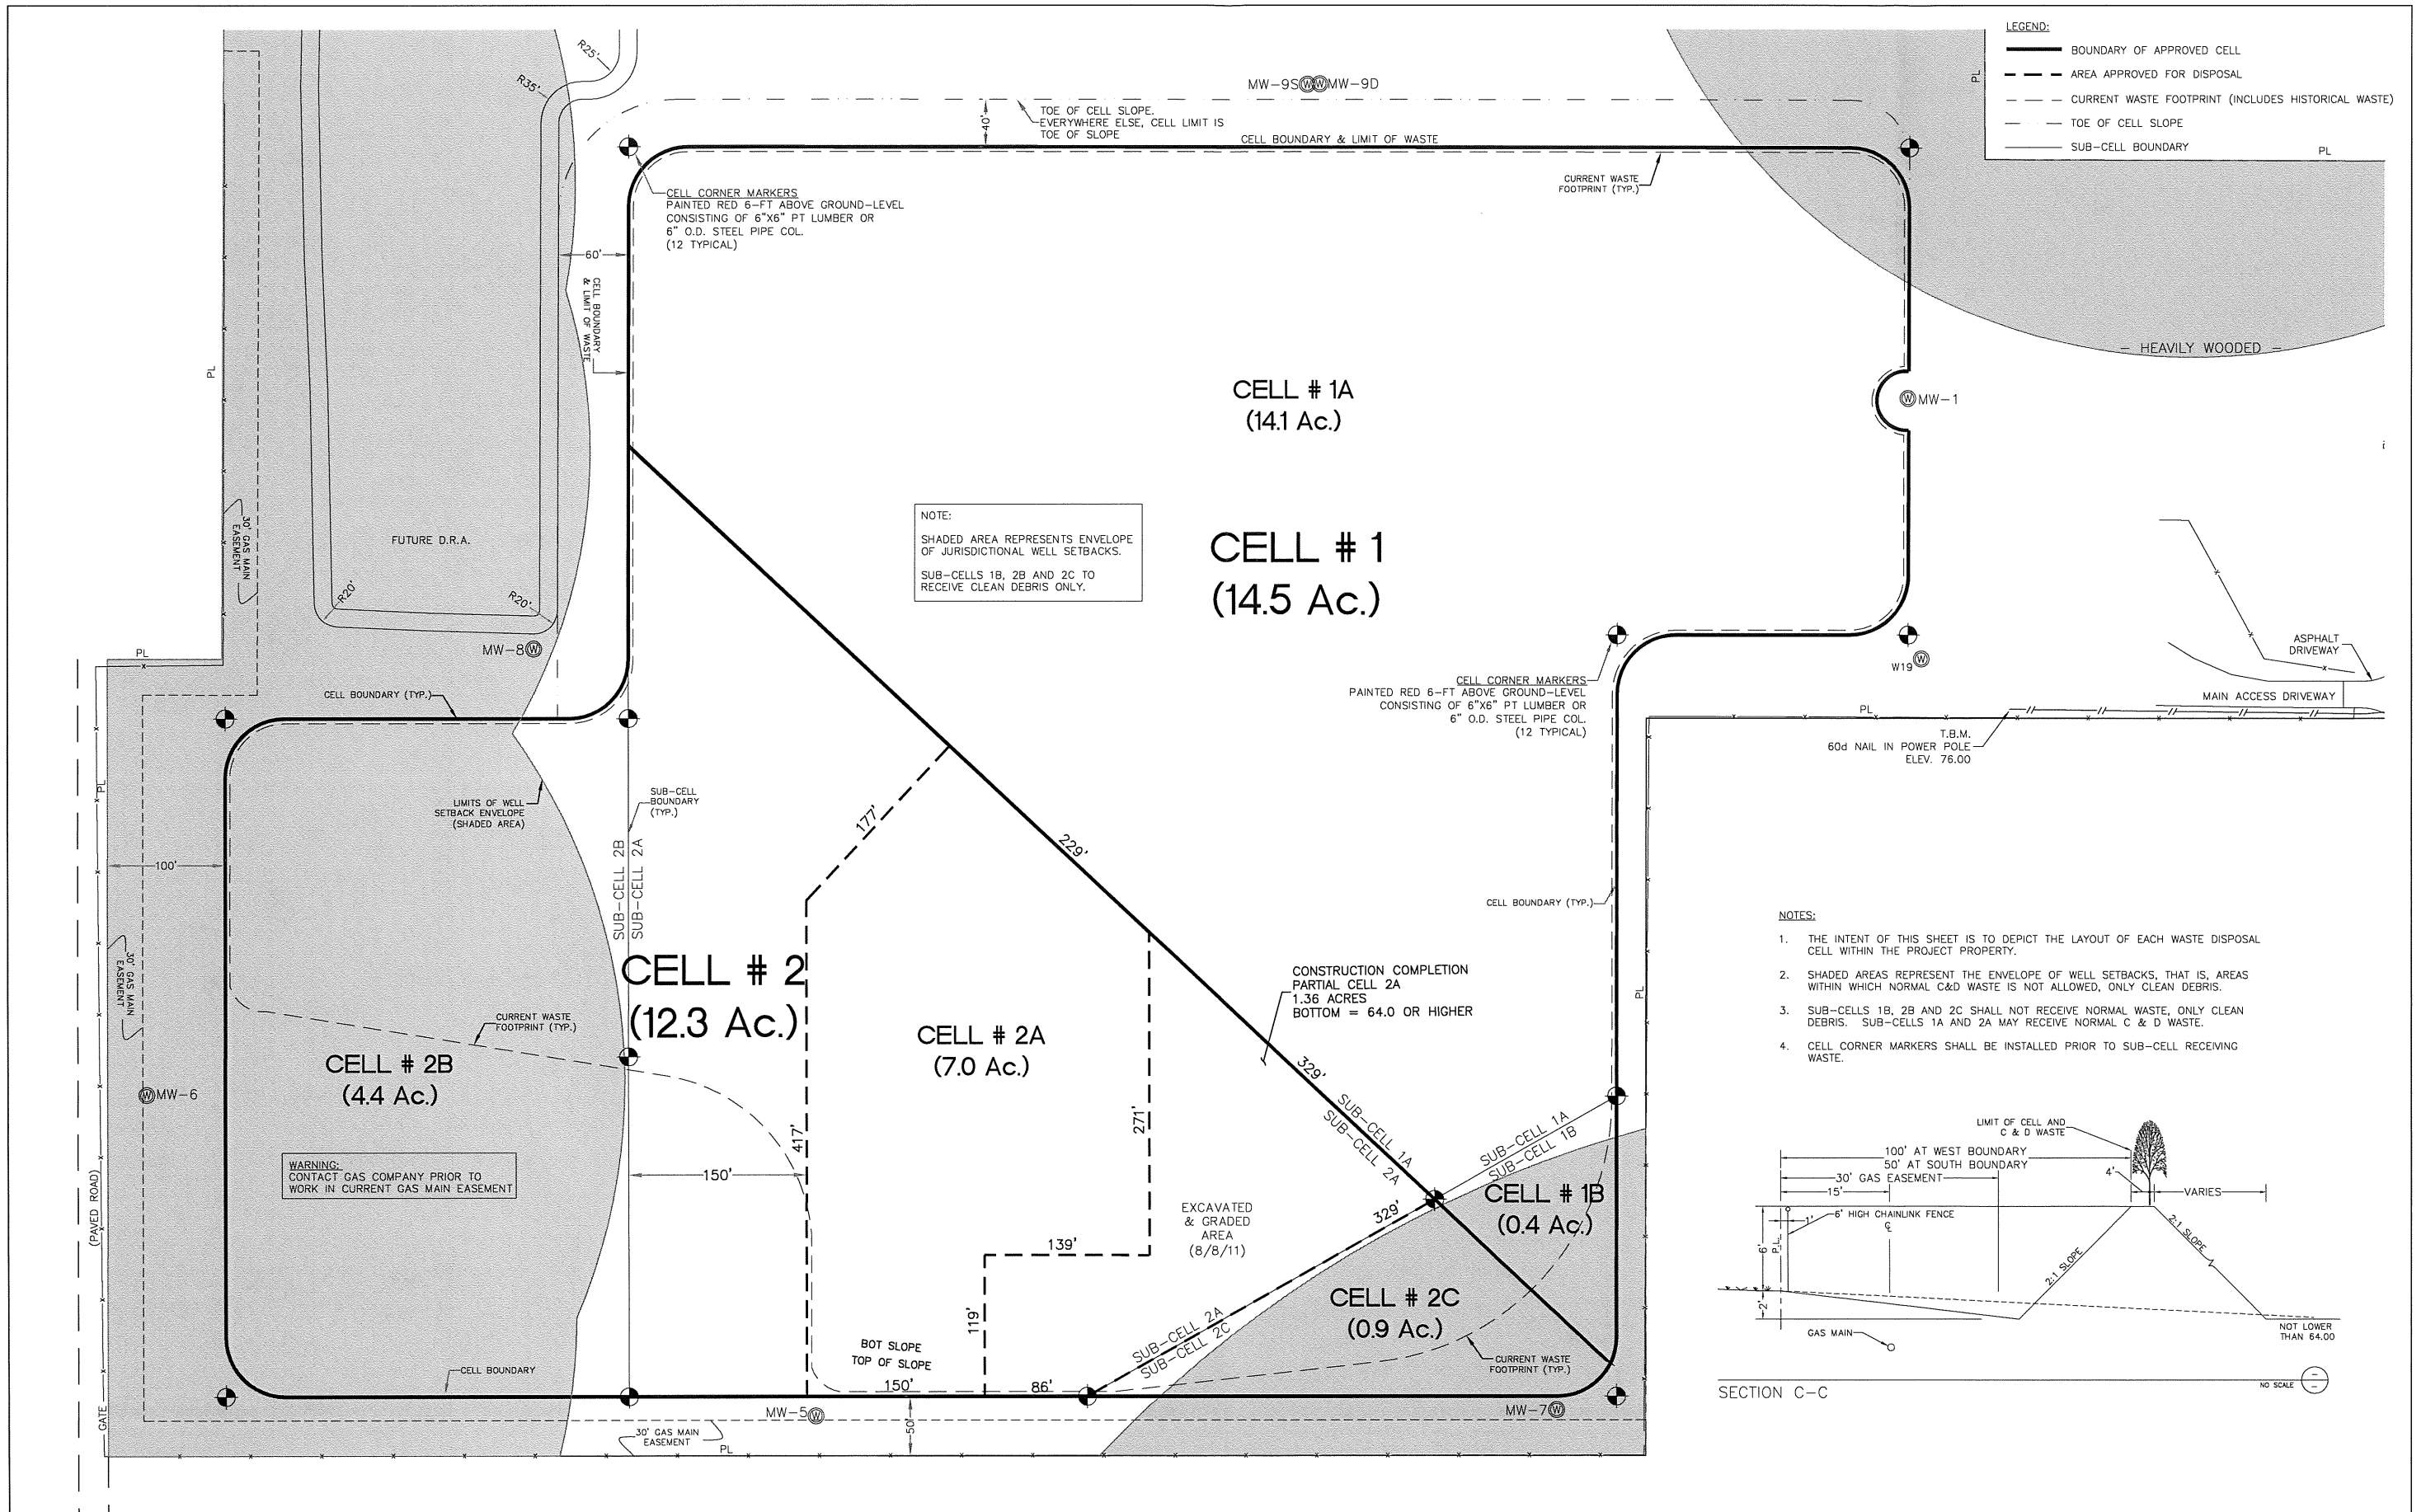 LEGEND:
BOUNDARY OF APPROVED CELL
AREA APPROVED FOR DISPOSAL
CURRENT WASTE FOOTPRINT (INCLUDES HISTORICAL WASTE)
TOE OF CELL SLOPE
SUB-CELL BOUNDARY
PL
PL
R25'
R35'
MW-9S
MW-9D
40'
TOE OF CELL SLOPE.
EVERYWHERE ELSE, CELL LIMIT IS
TOE OF SLOPE
CELL BOUNDARY & LIMIT OF WASTE
CURRENT WASTE
FOOTPRINT (TYP.)
CELL CORNER MARKERS
PAINTED RED 6-FT ABOVE GROUND-LEVEL
CONSISTING OF 6"X6" PT LUMBER OR
6" O.D. STEEL PIPE COL.
(12 TYPICAL)
60'
CELL BOUNDARY
& LIMIT OF WASTE
- HEAVILY WOODED -
PL
CELL # 1A
(14.1 Ac.)
MW-1
NOTE:
SHADED AREA REPRESENTS ENVELOPE
OF JURISDICTIONAL WELL SETBACKS.
SUB-CELLS 1B, 2B AND 2C TO
RECEIVE CLEAN DEBRIS ONLY.
CELL # 1
(14.5 Ac.)
30' GAS MAIN
EASEMENT
FUTURE D.R.A.
R20'
R20'
MW-8
PL
W19
ASPHALT
DRIVEWAY
MAIN ACCESS DRIVEWAY
PL
T.B.M.
60d NAIL IN POWER POLE
ELEV. 76.00
CELL CORNER MARKERS
PAINTED RED 6-FT ABOVE GROUND-LEVEL
CONSISTING OF 6"X6" PT LUMBER OR
6" O.D. STEEL PIPE COL.
(12 TYPICAL)
CELL BOUNDARY (TYP.)
PL
LIMITS OF WELL
SETBACK ENVELOPE
(SHADED AREA)
SUB-CELL
BOUNDARY
(TYP.)
SUB-CELL 2B
SUB-CELL 2A
177'
229'
100'
CELL BOUNDARY (TYP.)
30' GAS MAIN
EASEMENT
CELL # 2
(12.3 Ac.)
CURRENT WASTE
FOOTPRINT (TYP.)
CELL # 2B
(4.4 Ac.)
CELL # 2A
(7.0 Ac.)
CONSTRUCTION COMPLETION
PARTIAL CELL 2A
1.36 ACRES
BOTTOM = 64.0 OR HIGHER
PL
329'
SUB-CELL 1A
SUB-CELL 2A
SUB-CELL 1A
SUB-CELL 1B
MW-6
417'
271'
WARNING:
CONTACT GAS COMPANY PRIOR TO
WORK IN CURRENT GAS MAIN EASEMENT
150'
(PAVED ROAD)
EXCAVATED
& GRADED
AREA
(8/8/11)
329'
CELL # 1B
(0.4 Ac.)
139'
119'
CELL # 2C
(0.9 Ac.)
SUB-CELL 2A
SUB-CELL 2C
BOT SLOPE
TOP OF SLOPE
150'
86'
CURRENT WASTE
FOOTPRINT (TYP.)
CELL BOUNDARY
GATE
MW-5
MW-7
50'
30' GAS MAIN
EASEMENT
PL
NOTES:
1. THE INTENT OF THIS SHEET IS TO DEPICT THE LAYOUT OF EACH WASTE DISPOSAL
CELL WITHIN THE PROJECT PROPERTY.
2. SHADED AREAS REPRESENT THE ENVELOPE OF WELL SETBACKS, THAT IS, AREAS
WITHIN WHICH NORMAL C&D WASTE IS NOT ALLOWED, ONLY CLEAN DEBRIS.
3. SUB-CELLS 1B, 2B AND 2C SHALL NOT RECEIVE NORMAL WASTE, ONLY CLEAN
DEBRIS. SUB-CELLS 1A AND 2A MAY RECEIVE NORMAL C & D WASTE.
4. CELL CORNER MARKERS SHALL BE INSTALLED PRIOR TO SUB-CELL RECEIVING
WASTE.
LIMIT OF CELL AND
C & D WASTE
100' AT WEST BOUNDARY
50' AT SOUTH BOUNDARY
4'
30' GAS EASEMENT
15'
VARIES
1'
6' HIGH CHAINLINK FENCE
6'
P.L.
2'
2:1 SLOPE
2:1 SLOPE
GAS MAIN
NOT LOWER
THAN 64.00
SECTION C-C
NO SCALE